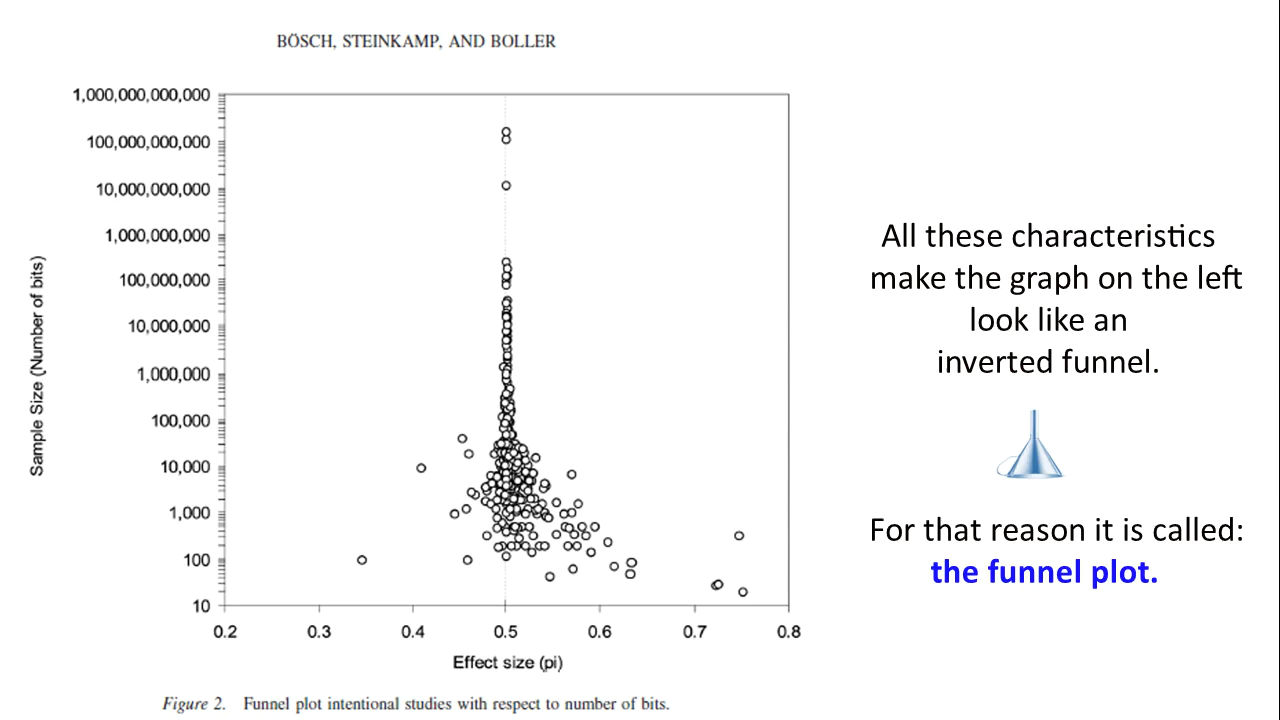 BÖSCH, STEINKAMP, AND BOLLER
1,000,000,000,000
100,000,000,000
10,000,000,000
1,000,000,000
100,000,000
10,000,000
1,000,000
100,000
10,000
1,000
100
10
Sample Size (Number of bits)
0.2 0.3 0.4 0.5 0.6 0.7 0.8
Effect size (pi)
Figure 2. Funnel plot intentional studies with respect to number of bits.
All these characteristics
make the graph on the left
look like an
inverted funnel.
For that reason it is called:
the funnel plot.